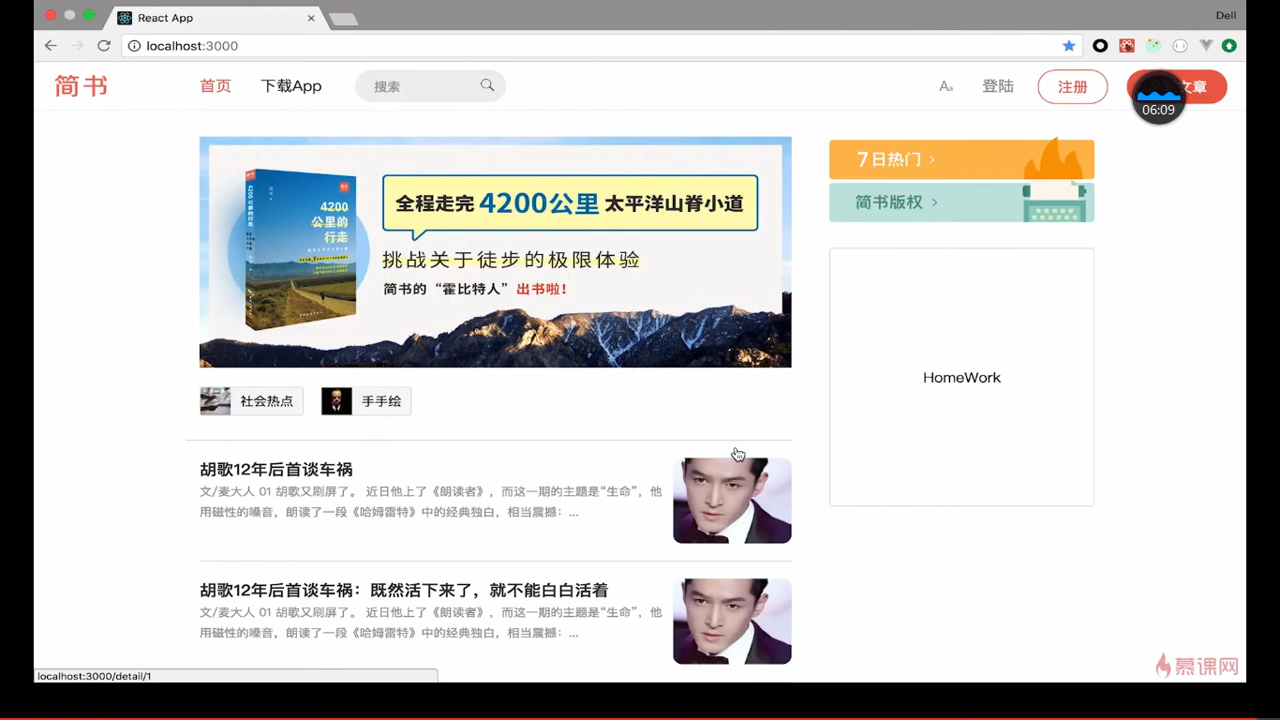 React App
Dell
localhost:3000
简书
首页
下载App
搜索
Aa
登陆
注册
文章
06:09
4200
公里的
行走
全程走完 4200公里 太平洋山脊小道
挑战关于徒步的极限体验
简书的“霍比特人”出书啦！
7日热门
简书版权
HomeWork
社会热点
手手绘
胡歌12年后首谈车祸
文/麦大人 01 胡歌又刷屏了。 近日他上了《朗读者》，而这一期的主题是“生命”，他
用磁性的嗓音，朗读了一段《哈姆雷特》中的经典独白，相当震撼：...
胡歌12年后首谈车祸：既然活下来了，就不能白白活着
文/麦大人 01 胡歌又刷屏了。 近日他上了《朗读者》，而这一期的主题是“生命”，他
用磁性的嗓音，朗读了一段《哈姆雷特》中的经典独白，相当震撼：...
localhost:3000/detail/1
慕课网